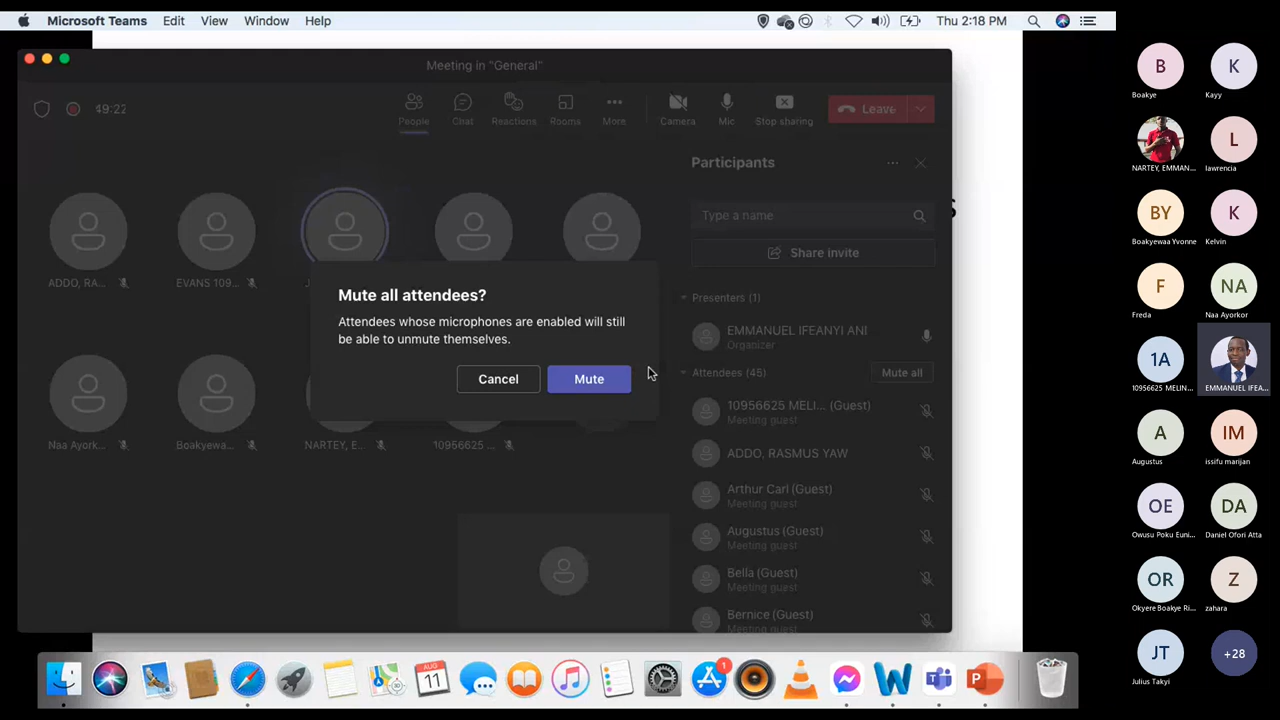 Microsoft Teams Edit View Window Help
Thu 2:18 PM
Meeting in "General"
49:22
People Chat Reactions Rooms More Camera Mic Stop sharing Leave
Participants
Type a name
Share invite
Presenters (1)
EMMANUEL IFEANYI ANI
Organizer
Attendees (45) Mute all
10956625 MELI... (Guest)
Meeting guest
ADDO, RASMUS YAW
Arthur Carl (Guest)
Meeting guest
Augustus (Guest)
Meeting guest
Bella (Guest)
Meeting guest
Bernice (Guest)
Meeting guest
ADDO, RA... EVANS 109...
Naa Ayork... Boakyewa... NARTEY, E... 10956625 ...
Mute all attendees?
Attendees whose microphones are enabled will still
be able to unmute themselves.
Cancel Mute
s
AUG
11
1
W
P
B K
Boakye Kayy
L
NARTEY, EMMAN... lawrencia
BY K
Boakyewaa Yvonne Kelvin
F NA
Freda Naa Ayorkor
1A
10956625 MELIN... EMMANUEL IFEA...
A IM
Augustus issifu marijan
OE DA
Owusu Poku Euni... Daniel Ofori Atta
OR Z
Okyere Boakye Ri... zahara
JT +28
Julius Takyi